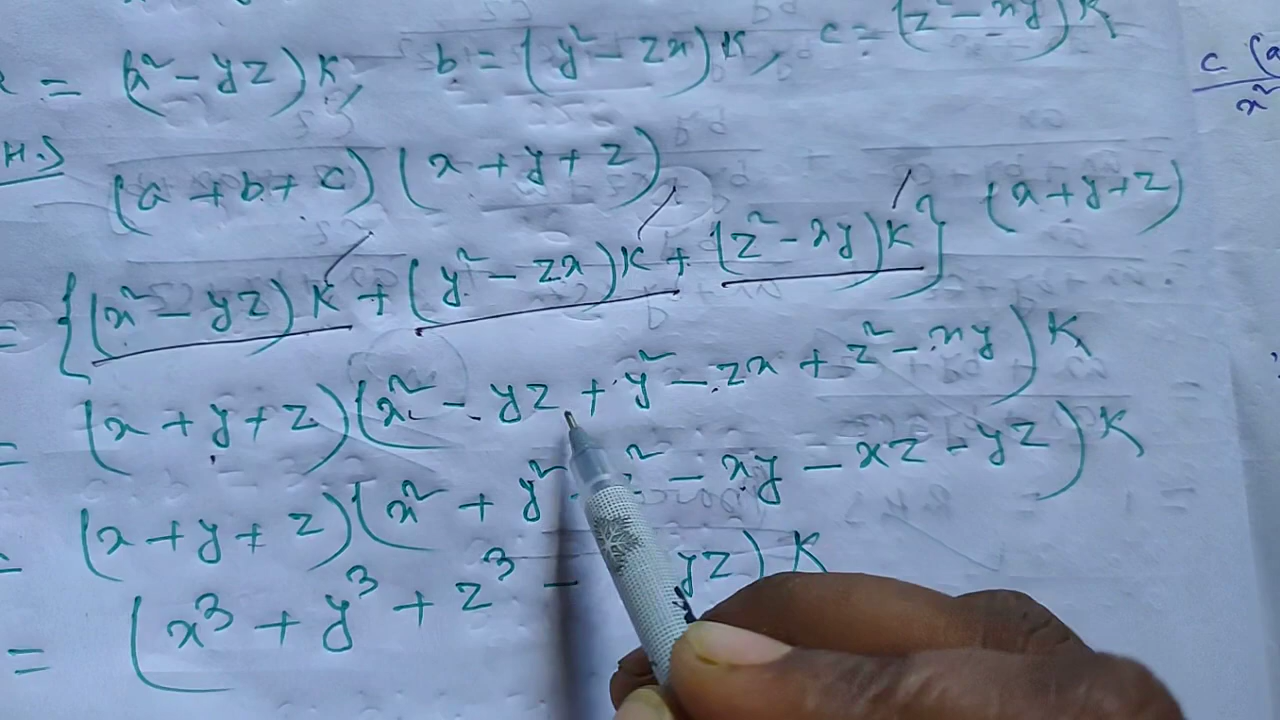 = (x² - yz)K, b = (y² - zx)K, c = (z² - xy)K
c (a
x²
H.S
(a + b + c) (x + y + z)
= {(x² - yz)K + (y² - zx)K + (z² - xy)K} (x + y + z)
= (x + y + z)(x² - yz + y² - zx + z² - xy)K
= (x + y + z)(x² + y² z² - xy - xz - yz)K
= (x³ + y³ + z³ - yz)K